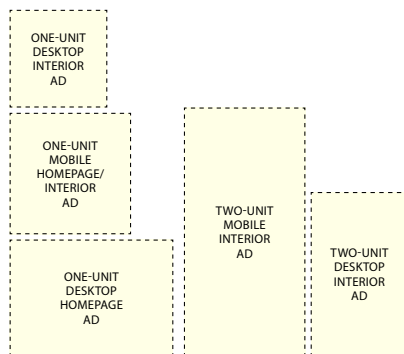 ONE-UNIT
DESKTOP
INTERIOR
AD
ONE-UNIT
MOBILE
HOMEPAGE/
INTERIOR
AD
ONE-UNIT
DESKTOP
HOMEPAGE
AD
TWO-UNIT
MOBILE
INTERIOR
AD
TWO-UNIT
DESKTOP
INTERIOR
AD